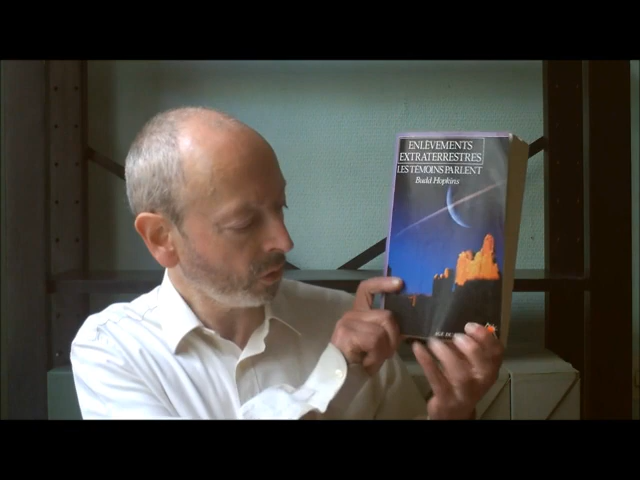 ENLÈVEMENTS
EXTRATERRESTRES
LES TÉMOINS PARLENT
Budd Hopkins